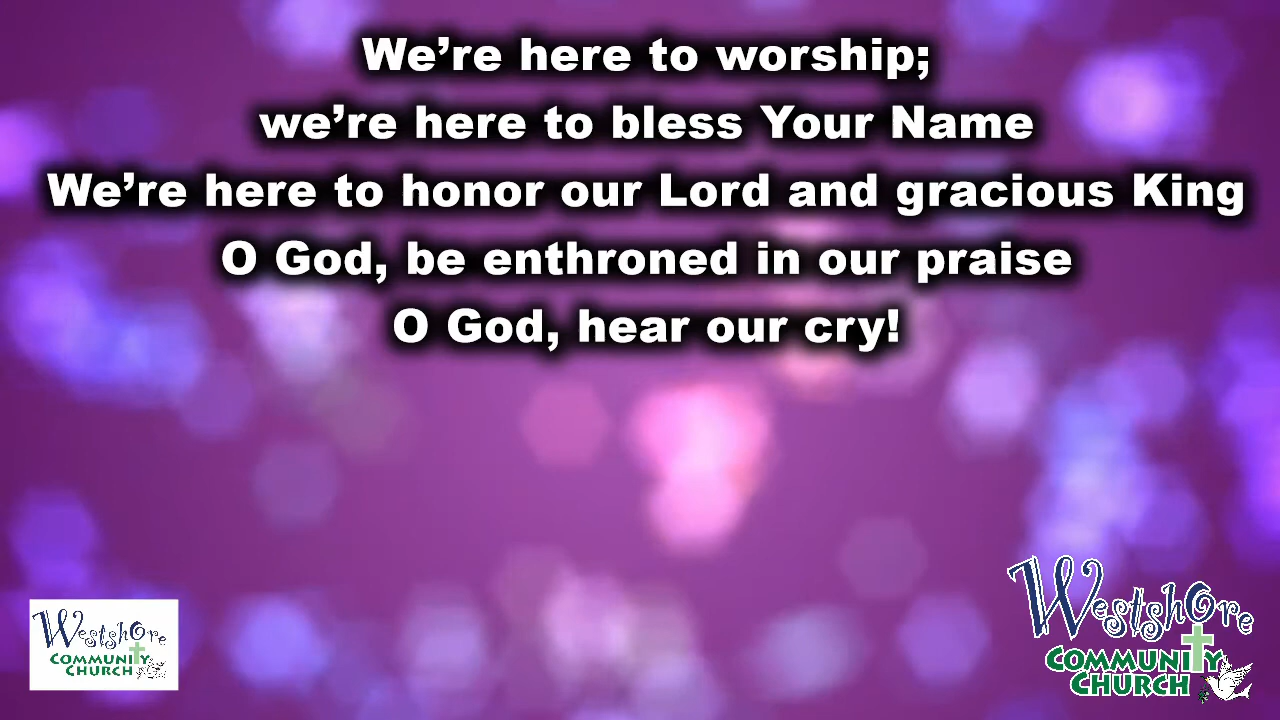 We're here to worship;
we're here to bless Your Name
We're here to honor our Lord and gracious King
O God, be enthroned in our praise
O God, hear our cry!
WestshOre
COMMUNITY
CHURCH
WestshOre
COMMUNITY
CHURCH